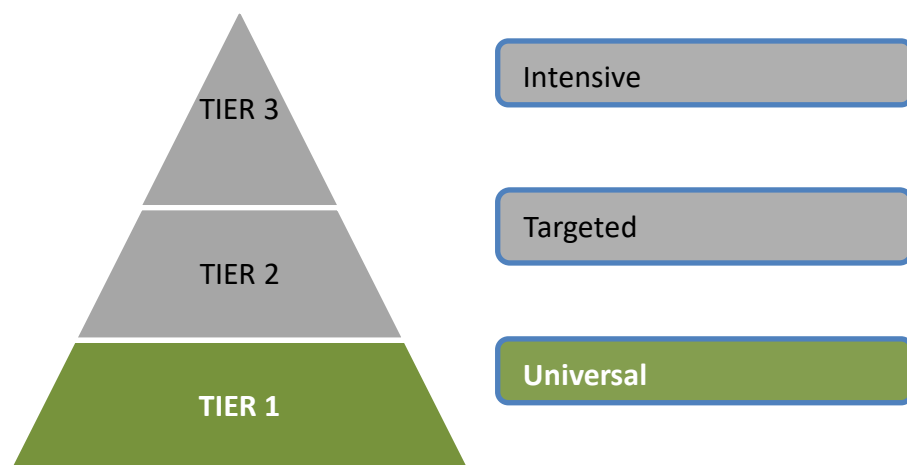 TIER 3
Intensive
TIER 2
Targeted
TIER 1
Universal